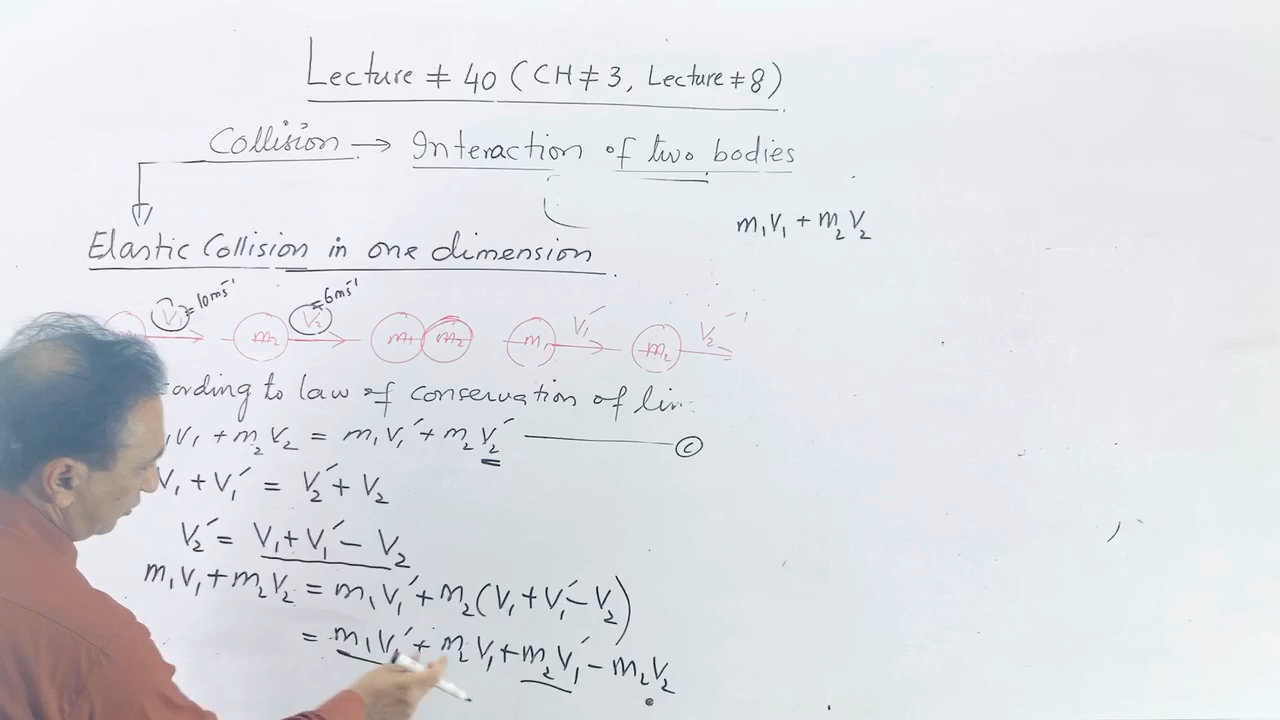 Lecture # 40 (CH # 3, Lecture # 8)
Collision → Interaction of two bodies
m₁V₁ + m₂V₂
Elastic Collision in one dimension
V₁ = 10ms⁻¹ m₂ V₂ = 6ms⁻¹ m₁ m₂ m₁ V₁′ m₂ V₂′
law of conservation of
V₁ + m₂V₂ = m₁V₁′ + m₂V₂′ ⓒ
V₁ + V₁′ = V₂′ + V₂
V₂′ = V₁ + V₁′ − V₂
m₁V₁ + m₂V₂ = m₁V₁′ + m₂(V₁ + V₁′ − V₂)
= m₁V₁′ + m₂V₁ + m₂V₁′ − m₂V₂